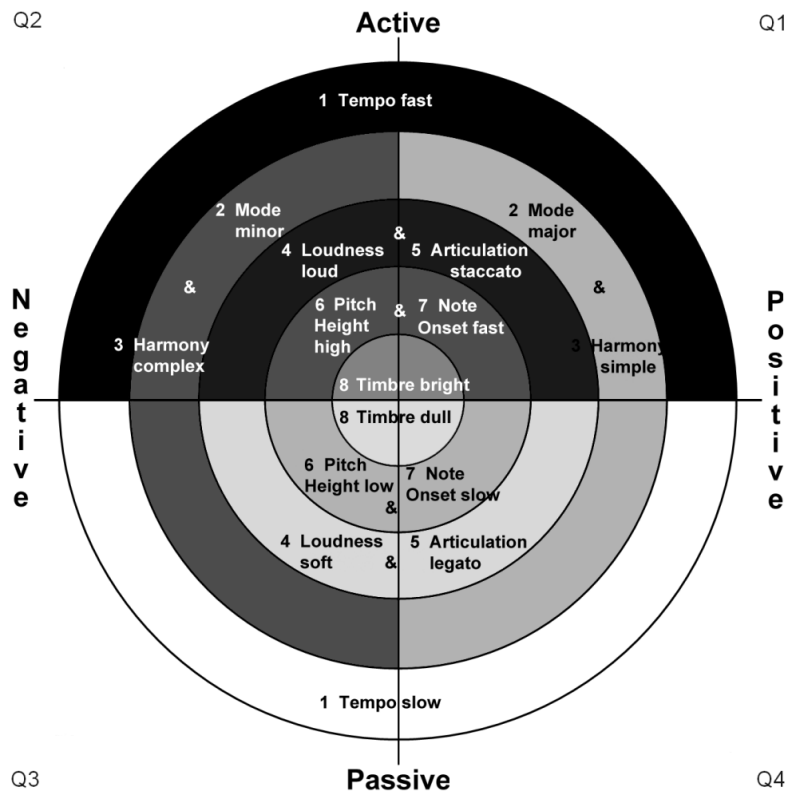 Q2
Active
Q1
1 Tempo fast
2 Mode
minor
2 Mode
major
&
4 Loudness
loud
5 Articulation
staccato
&
&
6 Pitch
Height
high
&
7 Note
Onset fast
3 Harmony
complex
3 Harmony
simple
Negative
Positive
8 Timbre bright
8 Timbre dull
6 Pitch
Height low
7 Note
Onset slow
&
4 Loudness
soft
&
5 Articulation
legato
1 Tempo slow
Q3
Passive
Q4